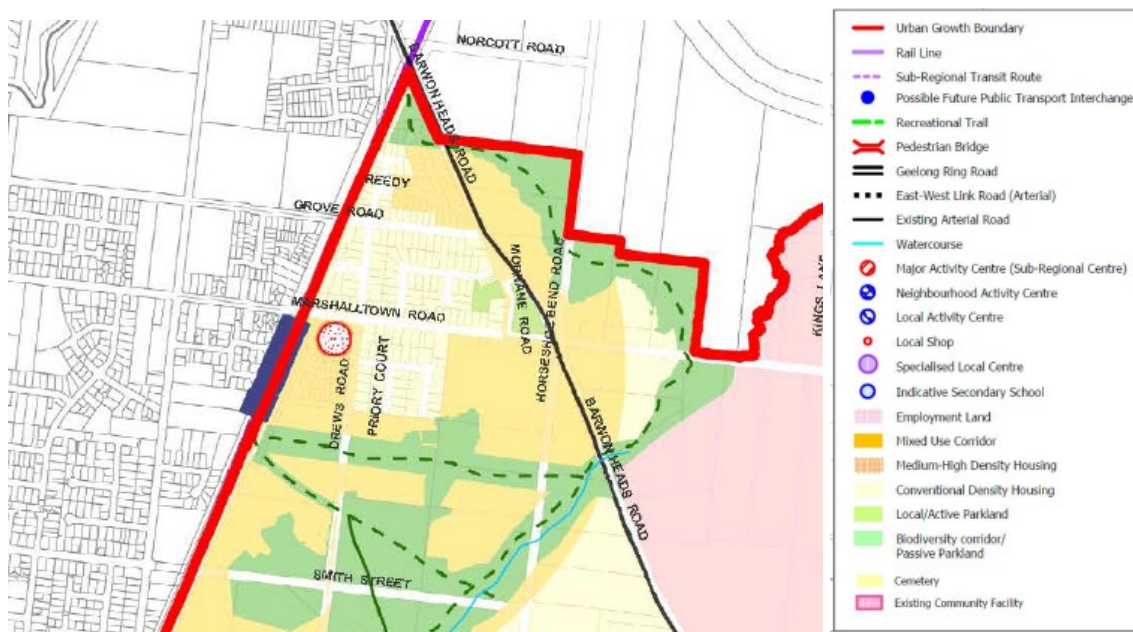 NORCOTT ROAD
BARWON HEADS ROAD
REEDY
GROVE ROAD
MORNANE ROAD
HORSESHOE BEND ROAD
KINGS LANE
MARSHALLTOWN ROAD
DREWS ROAD
PRIORY COURT
BARWON HEADS ROAD
SMITH STREET
Urban Growth Boundary
Rail Line
Sub-Regional Transit Route
Possible Future Public Transport Interchange
Recreational Trail
Pedestrian Bridge
Geelong Ring Road
East-West Link Road (Arterial)
Existing Arterial Road
Watercourse
Major Activity Centre (Sub-Regional Centre)
Neighbourhood Activity Centre
Local Activity Centre
Local Shop
Specialised Local Centre
Indicative Secondary School
Employment Land
Mixed Use Corridor
Medium-High Density Housing
Conventional Density Housing
Local/Active Parkland
Biodiversity corridor/
Passive Parkland
Cemetery
Existing Community Facility